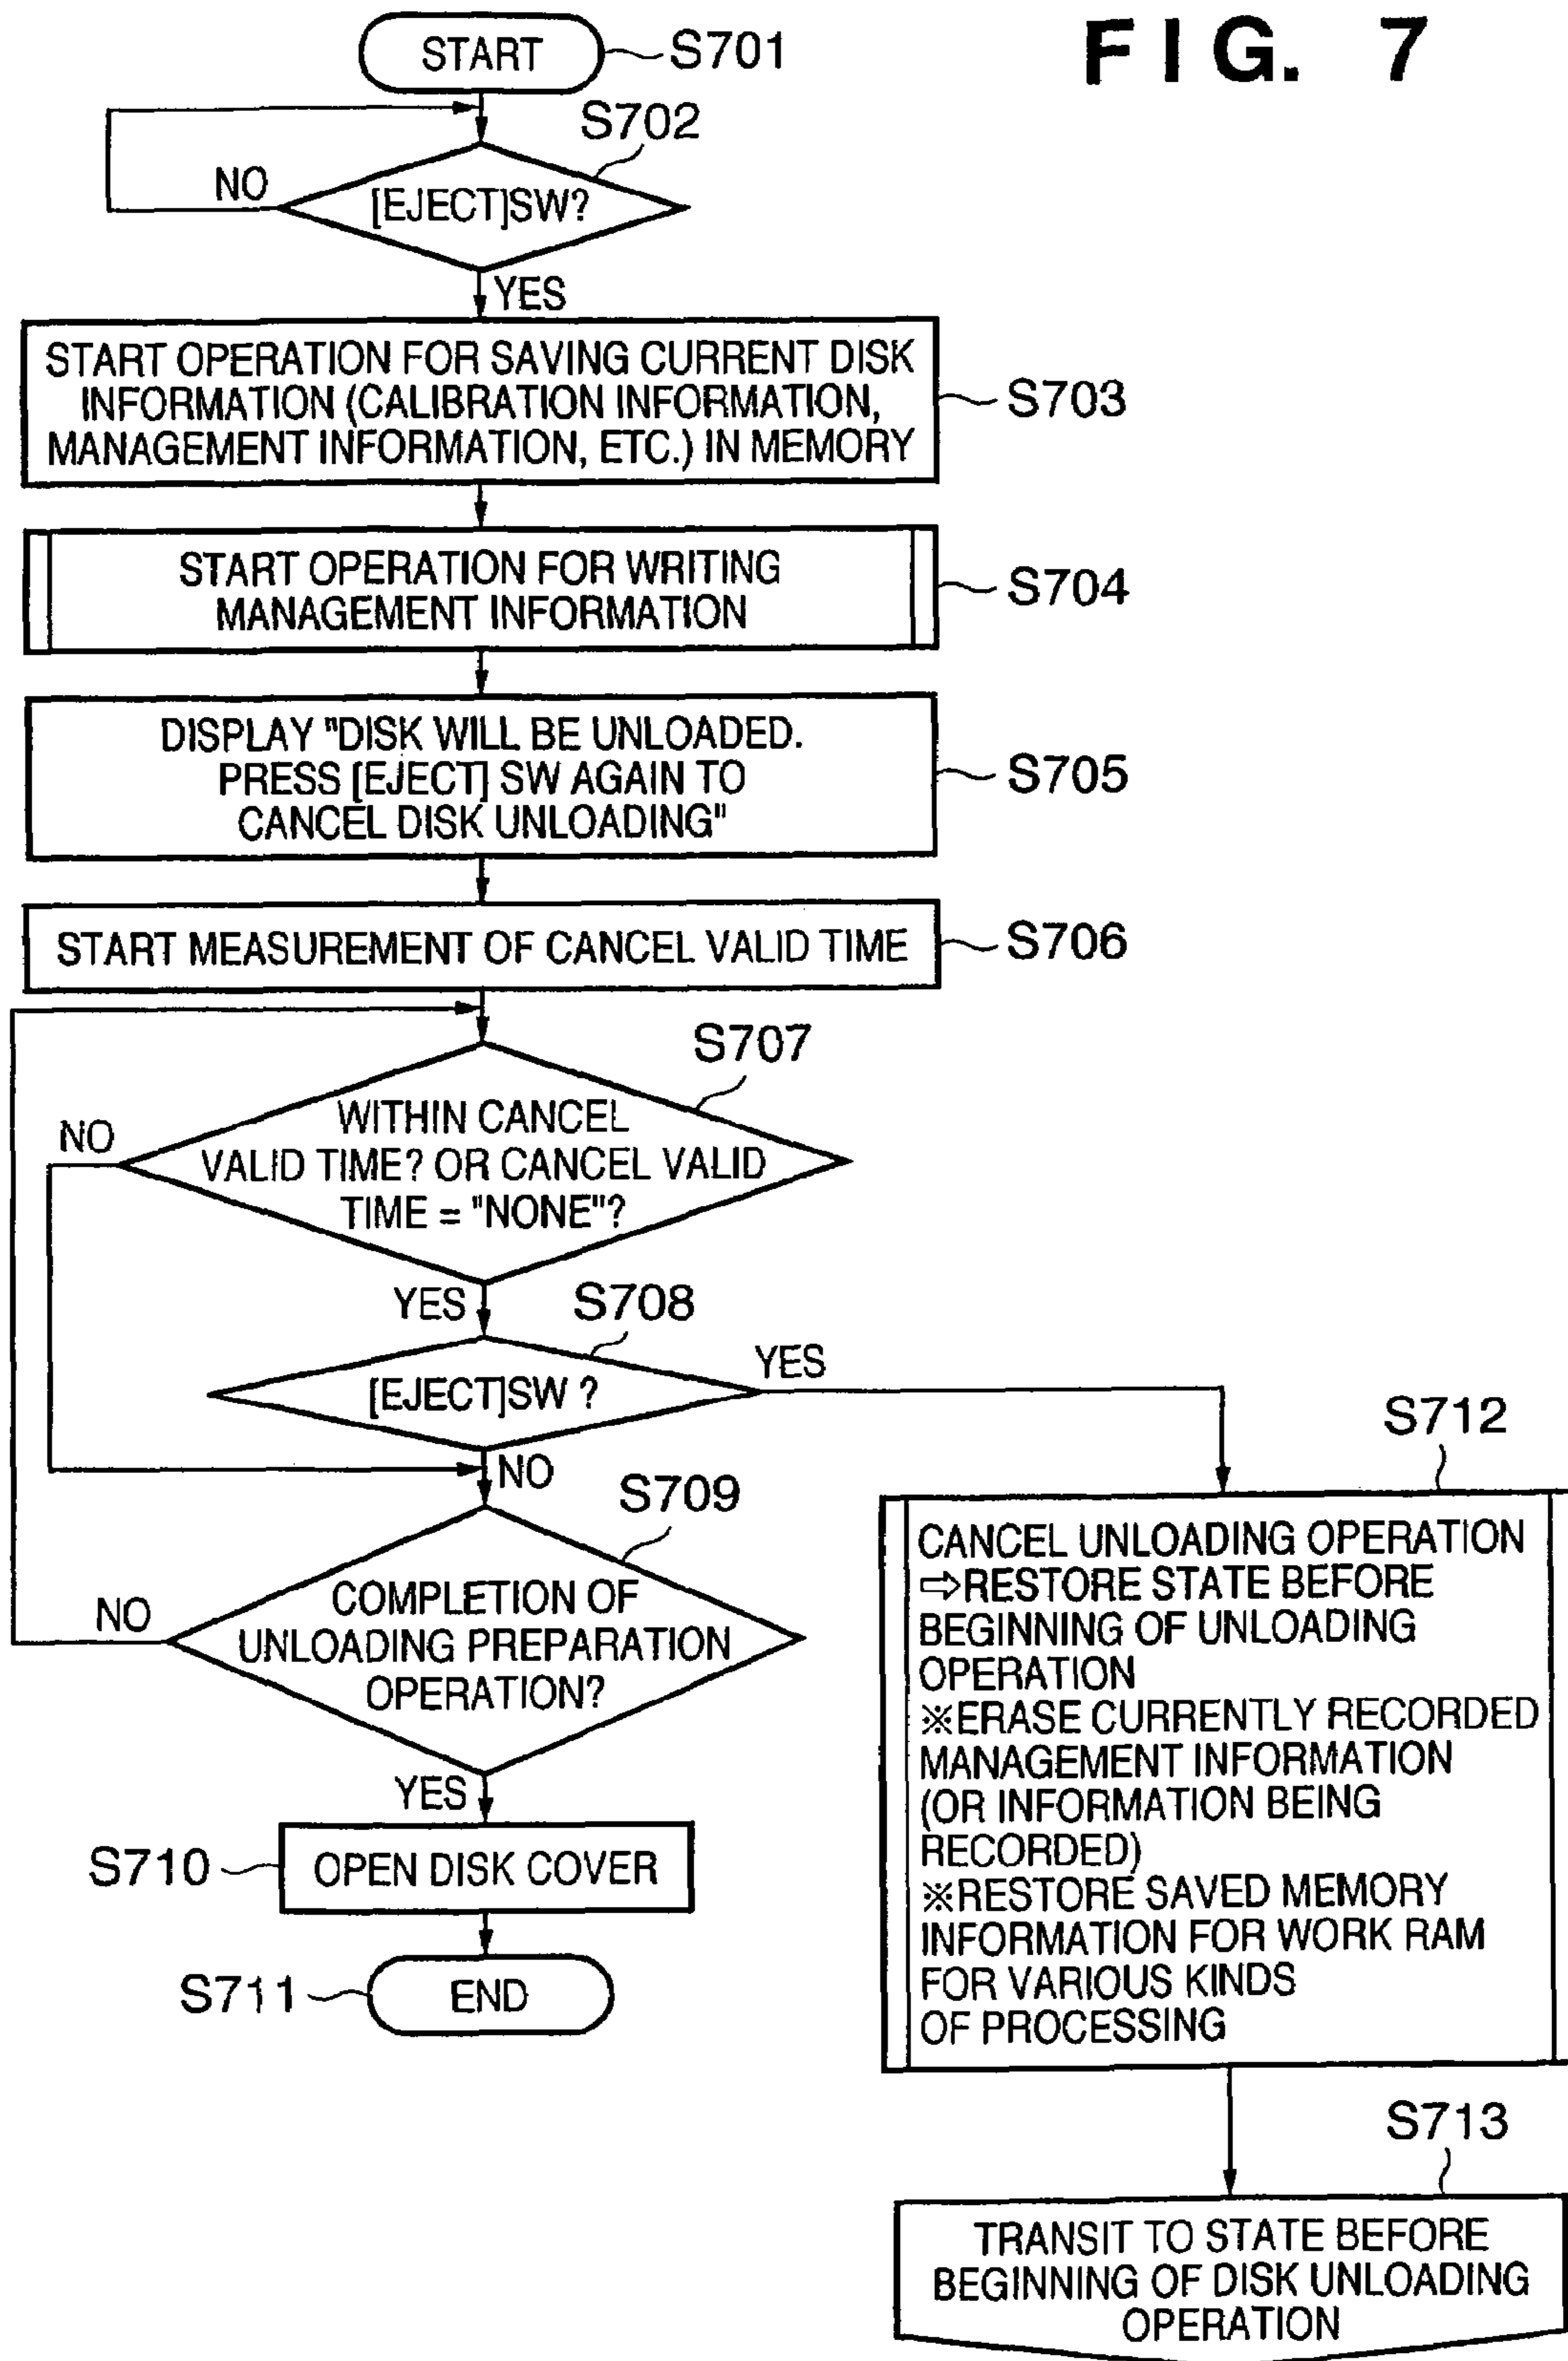 FIG. 7
START
S701
S702
NO
[EJECT]SW?
YES
START OPERATION FOR SAVING CURRENT DISK
INFORMATION (CALIBRATION INFORMATION,
MANAGEMENT INFORMATION, ETC.) IN MEMORY
S703
START OPERATION FOR WRITING
MANAGEMENT INFORMATION
S704
DISPLAY "DISK WILL BE UNLOADED.
PRESS [EJECT] SW AGAIN TO
CANCEL DISK UNLOADING"
S705
START MEASUREMENT OF CANCEL VALID TIME
S706
S707
NO
WITHIN CANCEL
VALID TIME? OR CANCEL VALID
TIME = "NONE"?
YES
S708
[EJECT]SW ?
YES
NO
S709
NO
COMPLETION OF
UNLOADING PREPARATION
OPERATION?
YES
S710
OPEN DISK COVER
S711
END
S712
CANCEL UNLOADING OPERATION
⇨RESTORE STATE BEFORE
BEGINNING OF UNLOADING
OPERATION
※ERASE CURRENTLY RECORDED
MANAGEMENT INFORMATION
(OR INFORMATION BEING
RECORDED)
※RESTORE SAVED MEMORY
INFORMATION FOR WORK RAM
FOR VARIOUS KINDS
OF PROCESSING
S713
TRANSIT TO STATE BEFORE
BEGINNING OF DISK UNLOADING
OPERATION